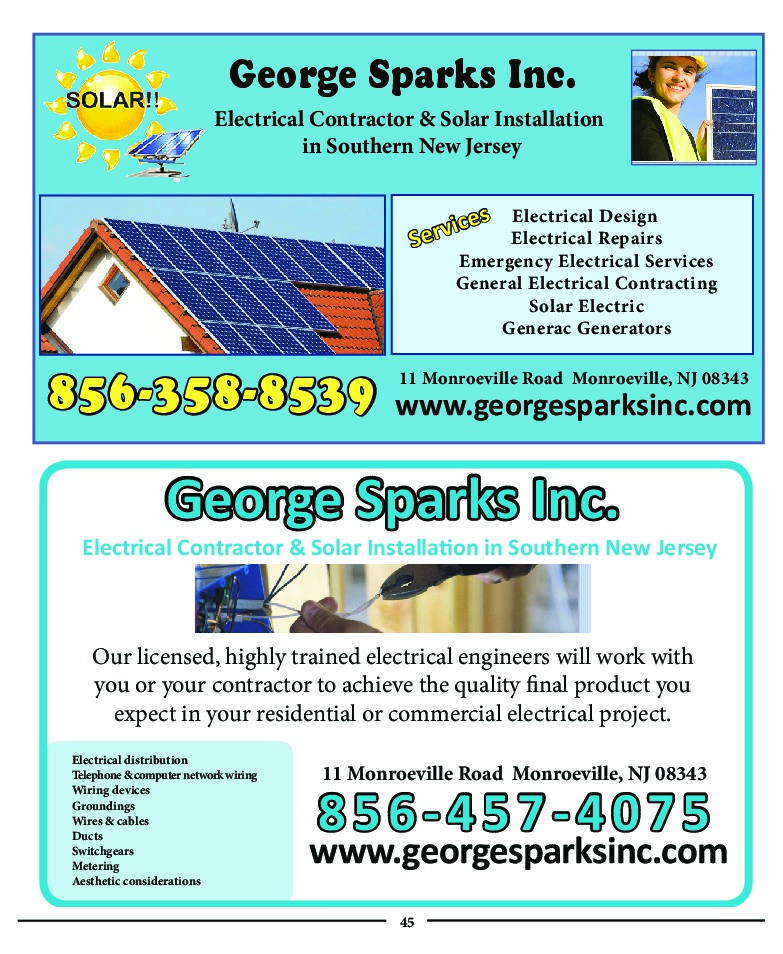 SOLAR!!
George Sparks Inc.
Electrical Contractor & Solar Installation
in Southern New Jersey
Services
Electrical Design
Electrical Repairs
Emergency Electrical Services
General Electrical Contracting
Solar Electric
Generac Generators
856-358-8539
11 Monroeville Road Monroeville, NJ 08343
www.georgesparksinc.com
George Sparks Inc.
Electrical Contractor & Solar Installation in Southern New Jersey
Our licensed, highly trained electrical engineers will work with
you or your contractor to achieve the quality final product you
expect in your residential or commercial electrical project.
Electrical distribution
Telephone & computer network wiring
Wiring devices
Groundings
Wires & cables
Ducts
Switchgears
Metering
Aesthetic considerations
11 Monroeville Road Monroeville, NJ 08343
856-457-4075
www.georgesparksinc.com
45